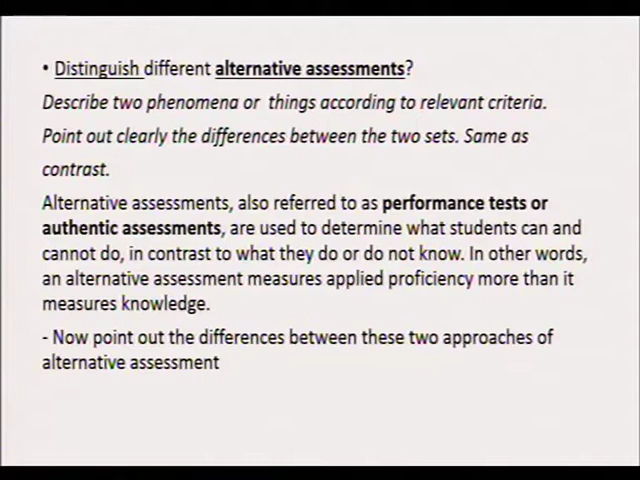 • Distinguish different alternative assessments?
Describe two phenomena or things according to relevant criteria.
Point out clearly the differences between the two sets. Same as
contrast.
Alternative assessments, also referred to as performance tests or
authentic assessments, are used to determine what students can and
cannot do, in contrast to what they do or do not know. In other words,
an alternative assessment measures applied proficiency more than it
measures knowledge.
- Now point out the differences between these two approaches of
alternative assessment